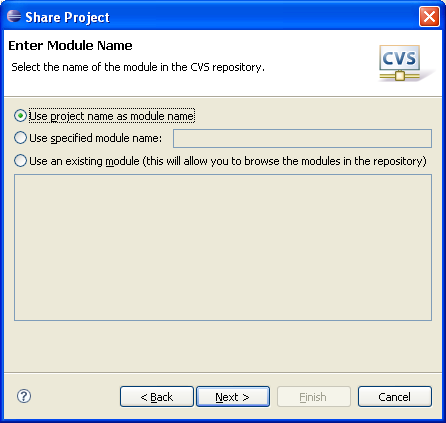 Share Project
Enter Module Name
Select the name of the module in the CVS repository.
CVS
Use project name as module name
Use specified module name:
Use an existing module (this will allow you to browse the modules in the repository)
?
< Back
Next >
Finish
Cancel